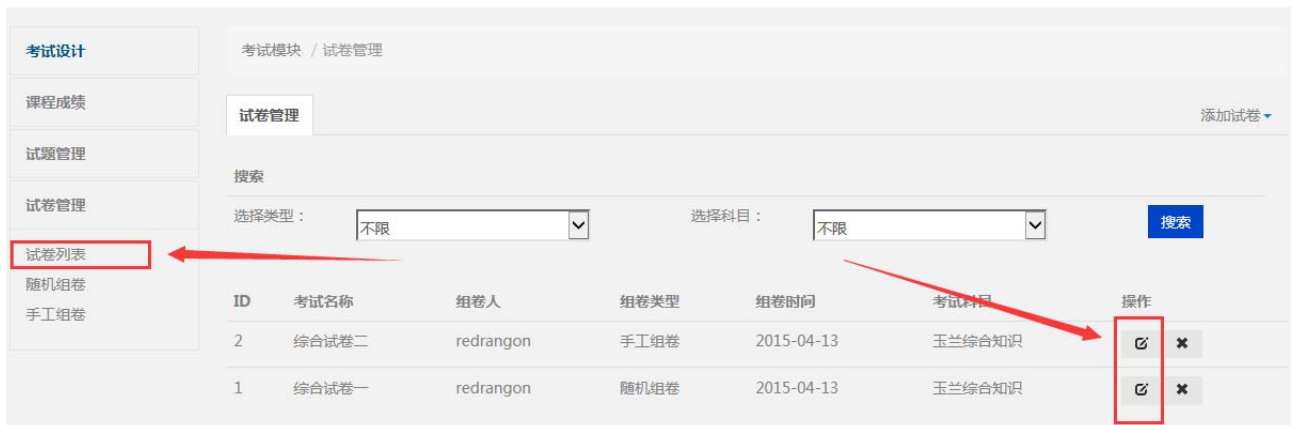 考试设计
课程成绩
试题管理
试卷管理
试卷列表
随机组卷
手工组卷
考试模块 / 试卷管理
试卷管理
添加试卷
搜索
选择类型： 不限 选择科目： 不限 搜索
ID 考试名称 组卷人 组卷类型 组卷时间 考试科目 操作
2 综合试卷二 redrangon 手工组卷 2015-04-13 玉兰综合知识
1 综合试卷一 redrangon 随机组卷 2015-04-13 玉兰综合知识